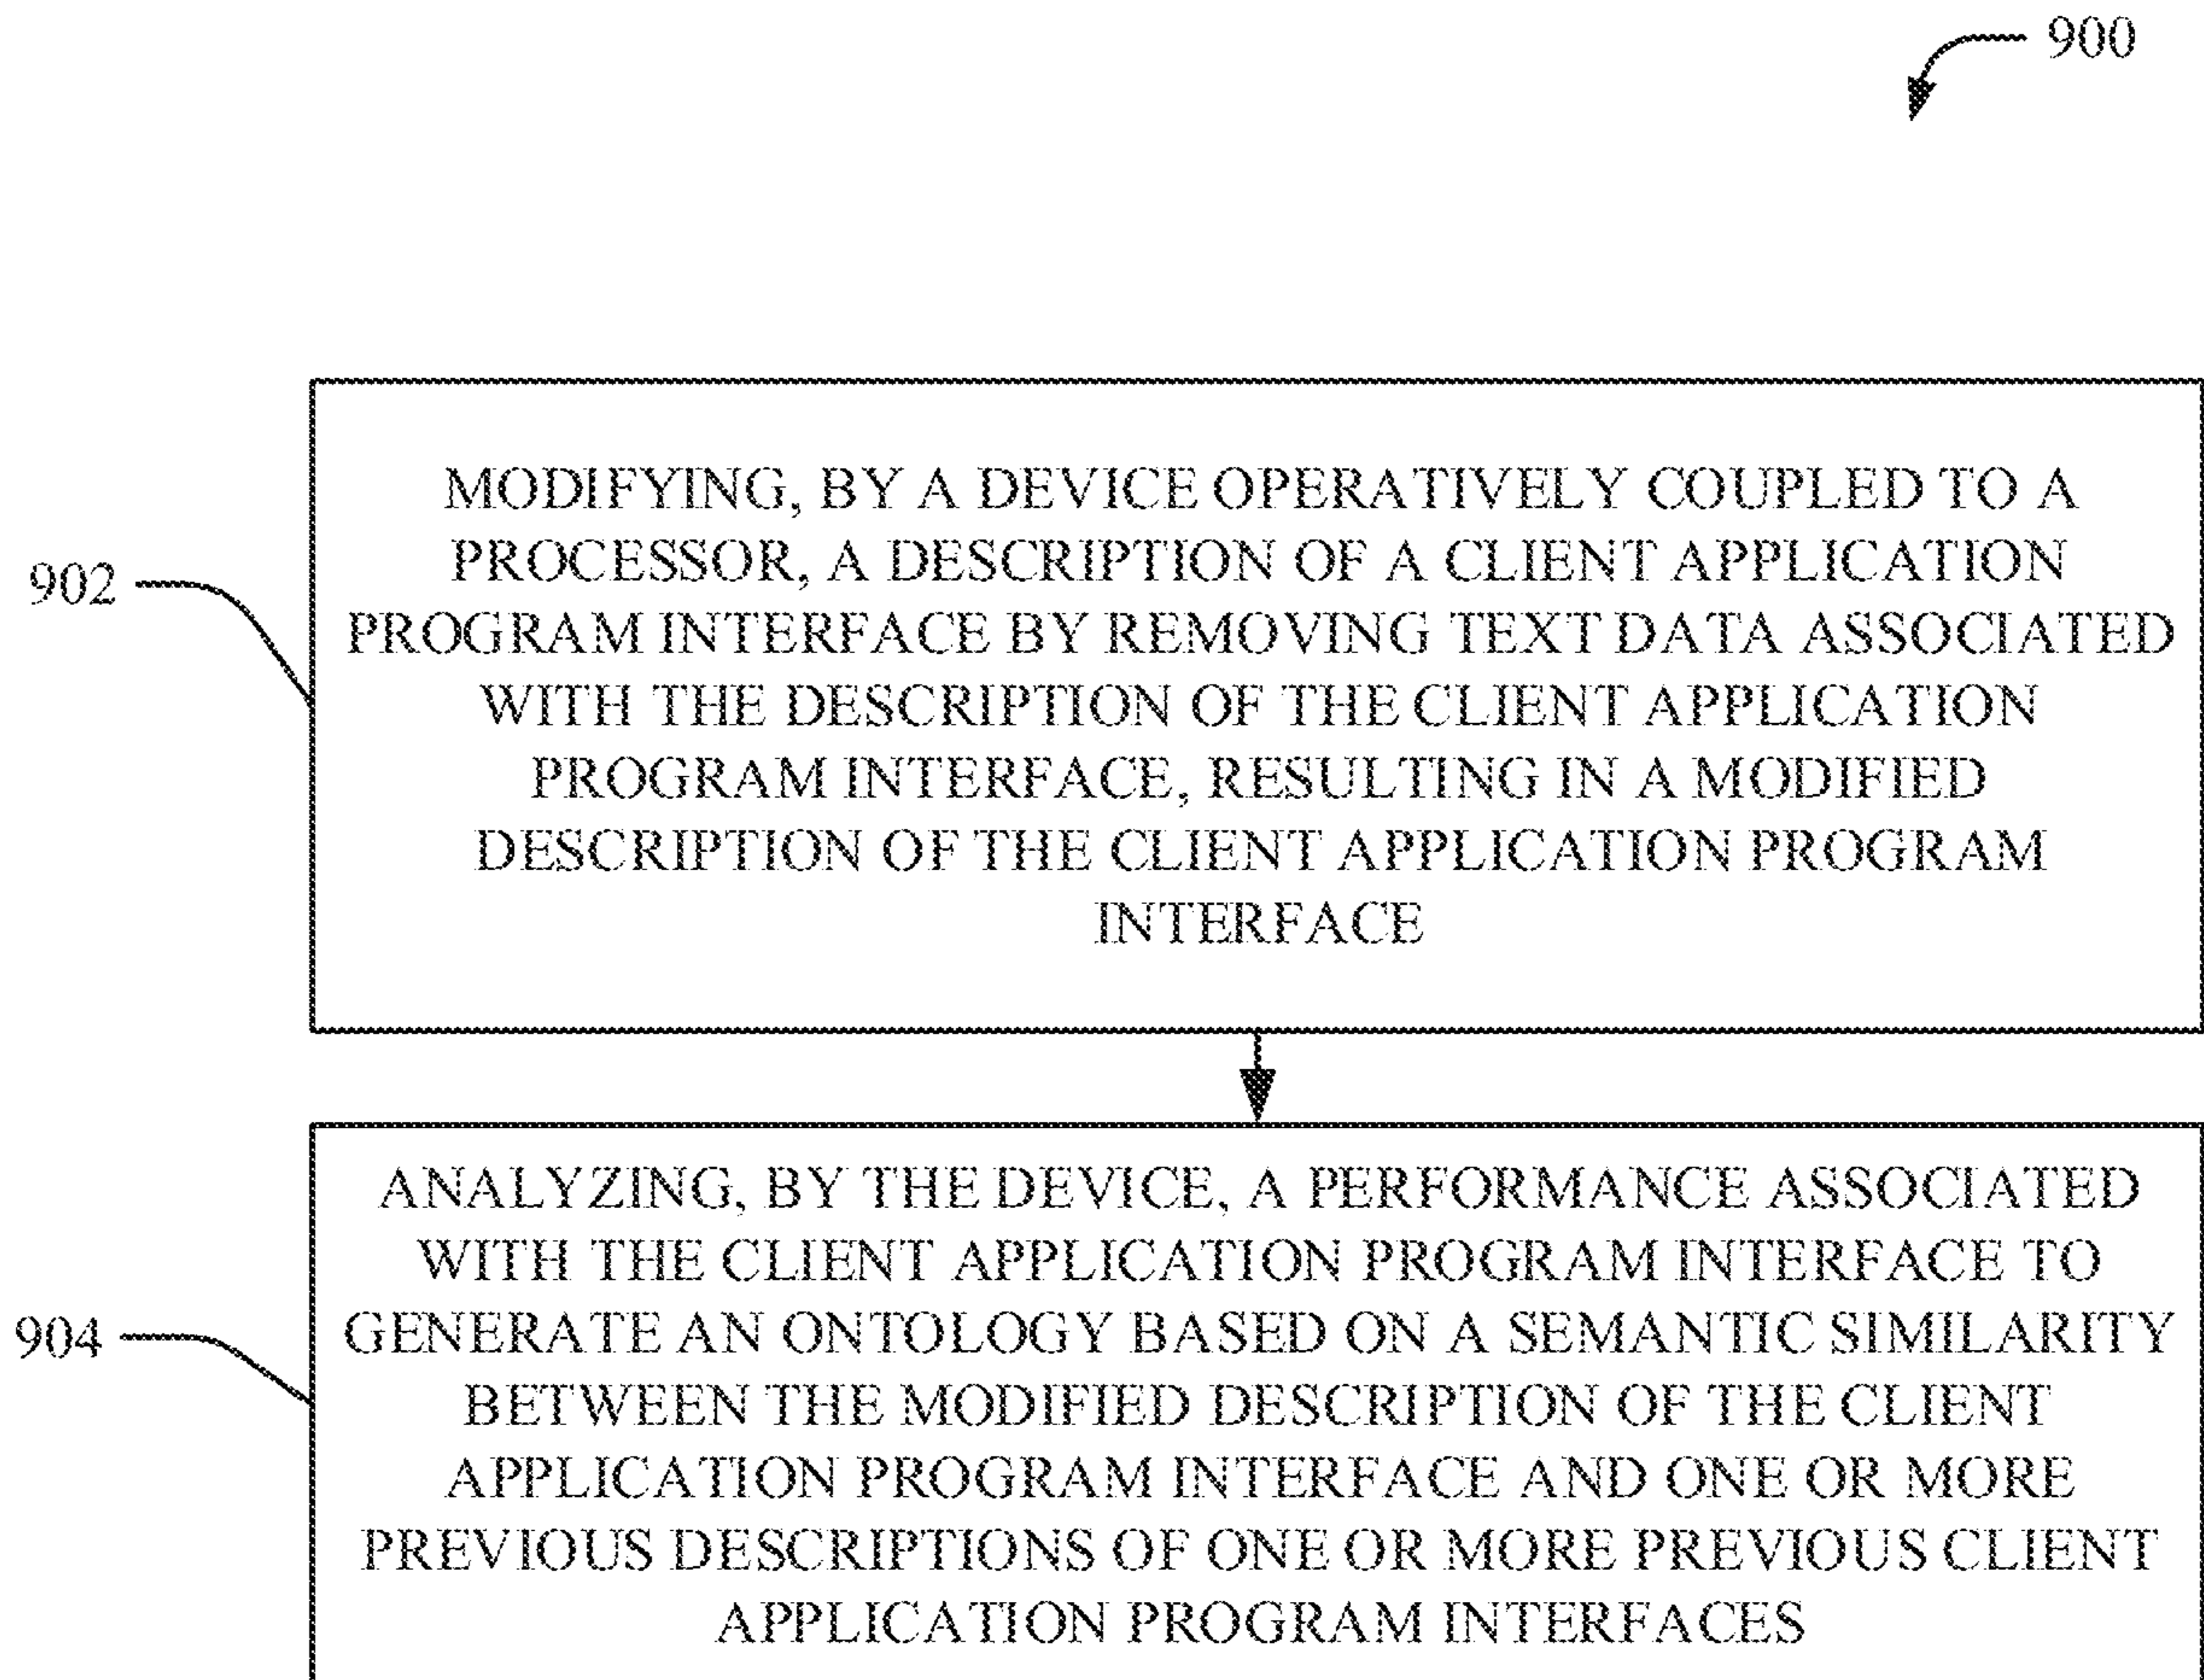 900
902
MODIFYING, BY A DEVICE OPERATIVELY COUPLED TO A
PROCESSOR, A DESCRIPTION OF A CLIENT APPLICATION
PROGRAM INTERFACE BY REMOVING TEXT DATA ASSOCIATED
WITH THE DESCRIPTION OF THE CLIENT APPLICATION
PROGRAM INTERFACE, RESULTING IN A MODIFIED
DESCRIPTION OF THE CLIENT APPLICATION PROGRAM
INTERFACE
904
ANALYZING, BY THE DEVICE, A PERFORMANCE ASSOCIATED
WITH THE CLIENT APPLICATION PROGRAM INTERFACE TO
GENERATE AN ONTOLOGY BASED ON A SEMANTIC SIMILARITY
BETWEEN THE MODIFIED DESCRIPTION OF THE CLIENT
APPLICATION PROGRAM INTERFACE AND ONE OR MORE
PREVIOUS DESCRIPTIONS OF ONE OR MORE PREVIOUS CLIENT
APPLICATION PROGRAM INTERFACES